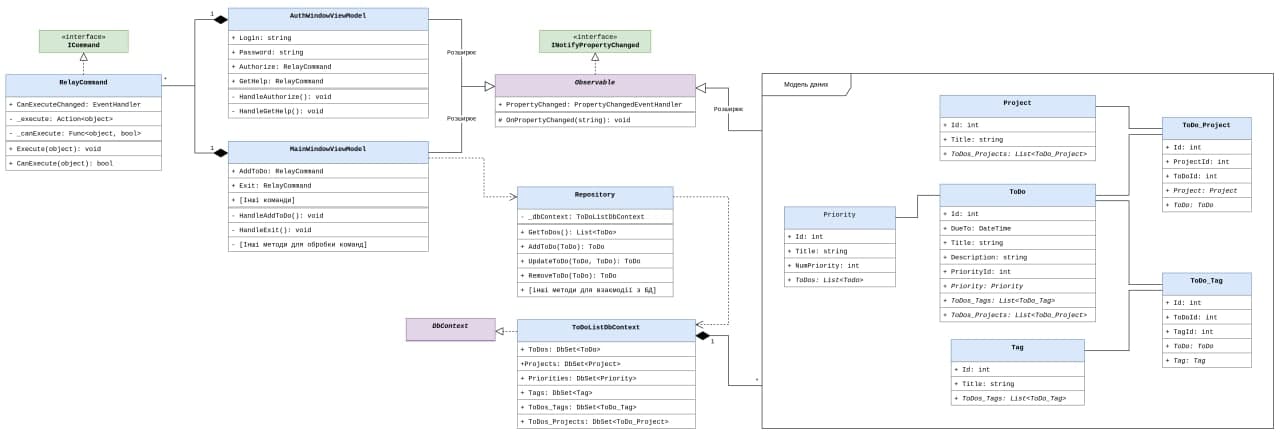 «interface»
ICommand
RelayCommand
+ CanExecuteChanged: EventHandler
- _execute: Action<object>
- _canExecute: Func<object, bool>
+ Execute(object): void
+ CanExecute(object): bool
*
1
1
AuthWindowViewModel
+ Login: string
+ Password: string
+ Authorize: RelayCommand
+ GetHelp: RelayCommand
- HandleAuthorize(): void
- HandleGetHelp(): void
MainWindowViewModel
+ AddToDo: RelayCommand
+ Exit: RelayCommand
+ [Інші команди]
- HandleAddToDo(): void
- HandleExit(): void
- [Інші методи для обробки команд]
Розширює
Розширює
«interface»
INotifyPropertyChanged
Observable
+ PropertyChanged: PropertyChangedEventHandler
# OnPropertyChanged(string): void
Розширює
Repository
- _dbContext: ToDoListDbContext
+ GetToDos(): List<ToDo>
+ AddToDo(ToDo): ToDo
+ UpdateToDo(ToDo, ToDo): ToDo
+ RemoveToDo(ToDo): ToDo
+ [інші методи для взаємодії з БД]
DbContext
ToDoListDbContext
+ ToDos: DbSet<ToDo>
+Projects: DbSet<Project>
+ Priorities: DbSet<Priority>
+ Tags: DbSet<Tag>
+ ToDos_Tags: DbSet<ToDo_Tag>
+ ToDos_Projects: DbSet<ToDo_Project>
1
*
Модель даних
Priority
+ Id: int
+ Title: string
+ NumPriority: int
+ ToDos: List<Todo>
Project
+ Id: int
+ Title: string
+ ToDos_Projects: List<ToDo_Project>
ToDo
+ Id: int
+ DueTo: DateTime
+ Title: string
+ Description: string
+ PriorityId: int
+ Priority: Priority
+ ToDos_Tags: List<ToDo_Tag>
+ ToDos_Projects: List<ToDo_Project>
Tag
+ Id: int
+ Title: string
+ ToDos_Tags: List<ToDo_Tag>
ToDo_Project
+ Id: int
+ ProjectId: int
+ ToDoId: int
+ Project: Project
+ ToDo: ToDo
ToDo_Tag
+ Id: int
+ ToDoId: int
+ TagId: int
+ ToDo: ToDo
+ Tag: Tag